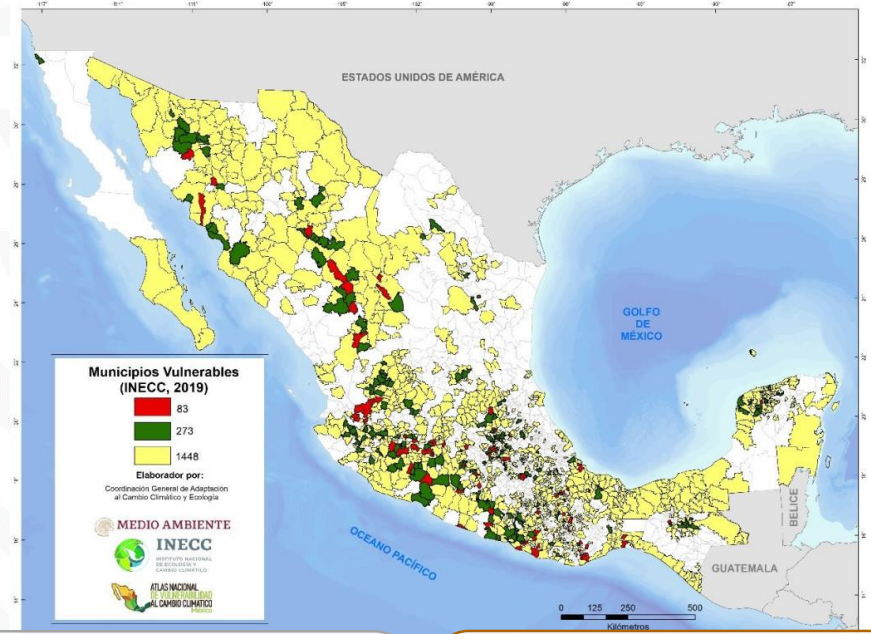 ESTADOS UNIDOS DE AMÉRICA
GOLFO
DE
MÉXICO
BELICE
GUATEMALA
OCEANO PACÍFICO
Municipios Vulnerables
(INECC, 2019)
83
273
1448
Elaborador por:
Coordinación General de Adaptación
al Cambio Climático y Ecología
MEDIO AMBIENTE
INECC
INSTITUTO NACIONAL
DE ECOLOGÍA Y
CAMBIO CLIMÁTICO
ATLAS NACIONAL
DE VULNERABILIDAD
AL CAMBIO CLIMÁTICO
México
0 125 250 500
Kilómetros